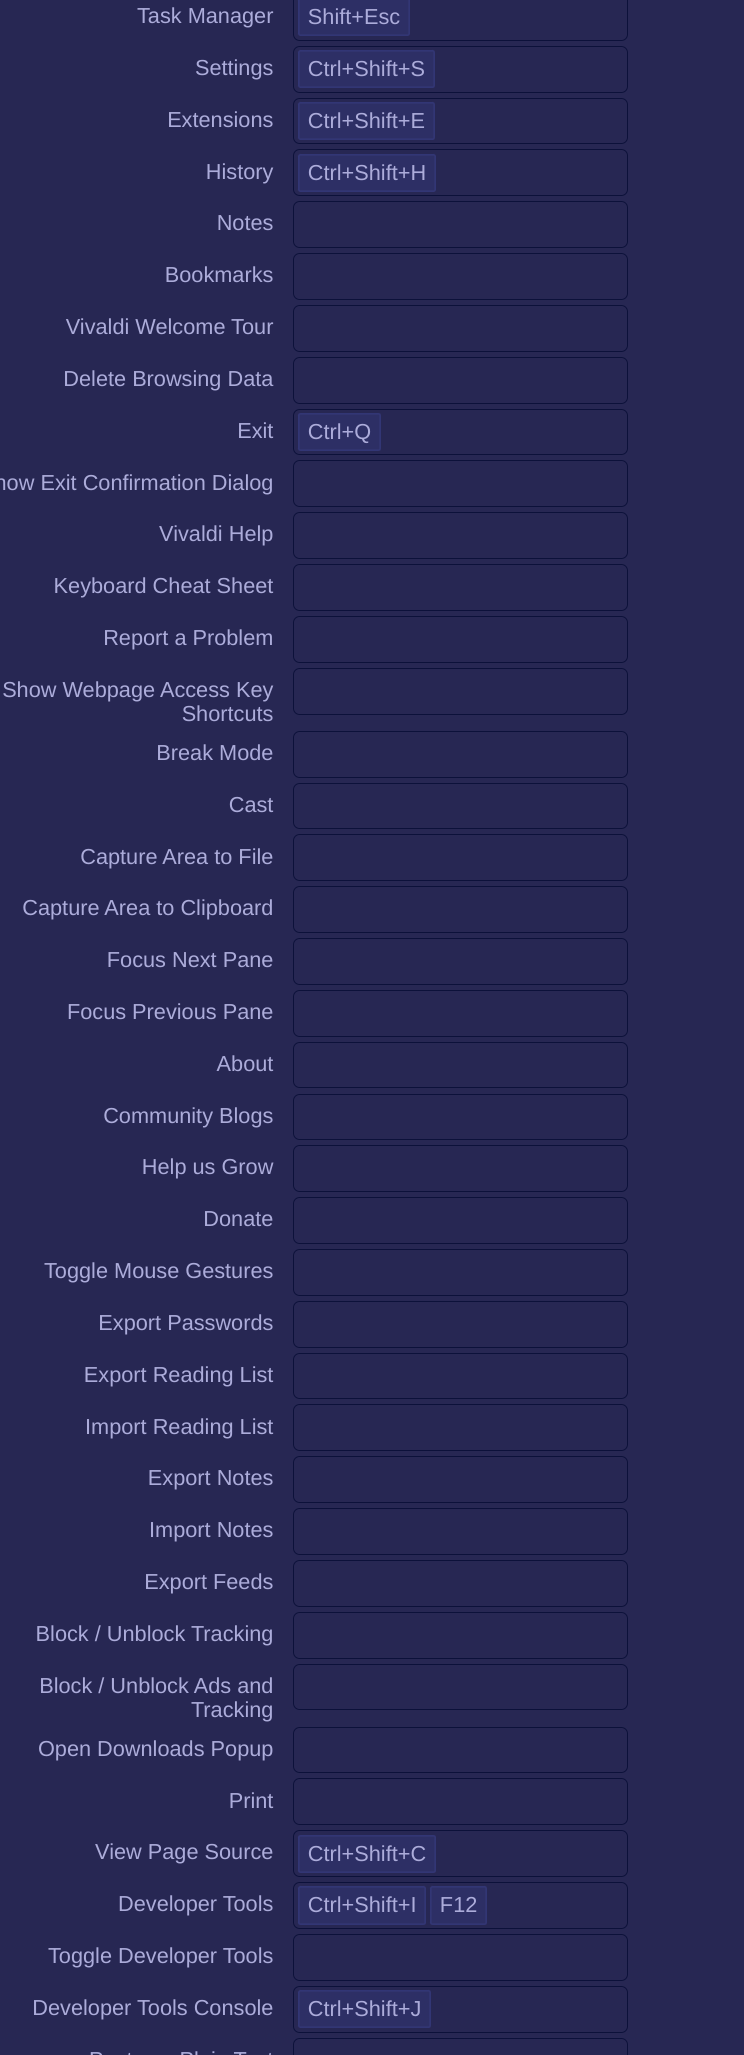 Task Manager Shift+Esc
Settings Ctrl+Shift+S
Extensions Ctrl+Shift+E
History Ctrl+Shift+H
Notes
Bookmarks
Vivaldi Welcome Tour
Delete Browsing Data
Exit Ctrl+Q
Exit Confirmation Dialog
Vivaldi Help
Keyboard Cheat Sheet
Report a Problem
Show Webpage Access Key
Shortcuts
Break Mode
Cast
Capture Area to File
Capture Area to Clipboard
Focus Next Pane
Focus Previous Pane
About
Community Blogs
Help us Grow
Donate
Toggle Mouse Gestures
Export Passwords
Export Reading List
Import Reading List
Export Notes
Import Notes
Export Feeds
Block / Unblock Tracking
Block / Unblock Ads and
Tracking
Open Downloads Popup
Print
View Page Source Ctrl+Shift+C
Developer Tools Ctrl+Shift+I F12
Toggle Developer Tools
Developer Tools Console Ctrl+Shift+J